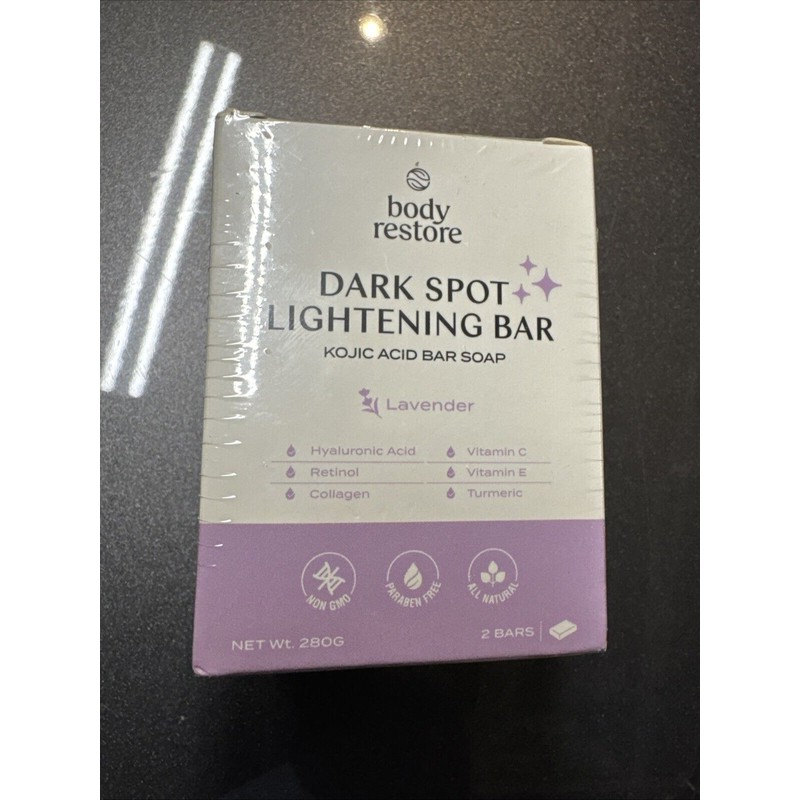 body
restore
DARK SPOT
LIGHTENING BAR
KOJIC ACID BAR SOAP
Lavender
Hyaluronic Acid
Vitamin C
Retinol
Vitamin E
Collagen
Turmeric
NON GMO
PARABEN FREE
ALL NATURAL
NET Wt. 280G
2 BARS